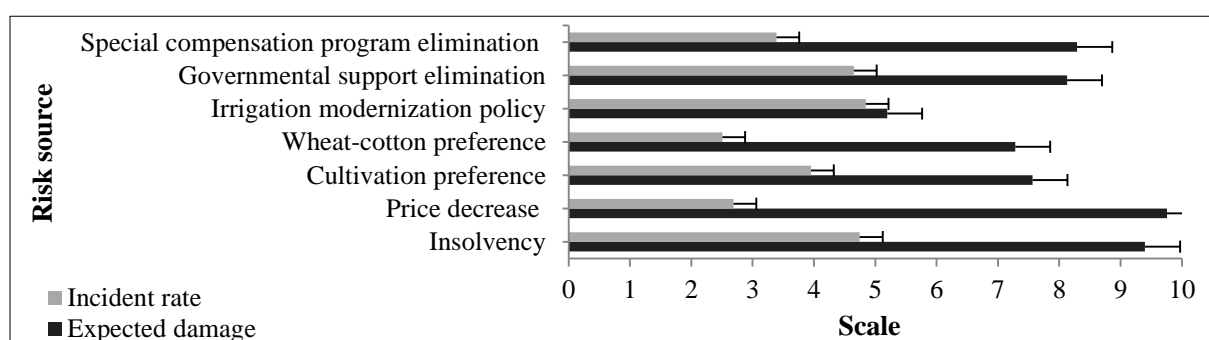 Risk source
Special compensation program elimination
Governmental support elimination
Irrigation modernization policy
Wheat-cotton preference
Cultivation preference
Price decrease
Insolvency
0 1 2 3 4 5 6 7 8 9 10
Scale
Incident rate
Expected damage